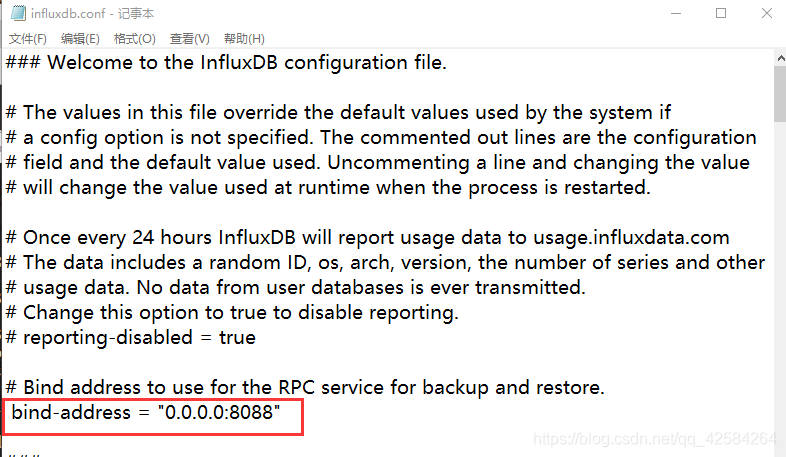 influxdb.conf - 记事本
文件(F) 编辑(E) 格式(O) 查看(V) 帮助(H)
### Welcome to the InfluxDB configuration file.
# The values in this file override the default values used by the system if
# a config option is not specified. The commented out lines are the configuration
# field and the default value used. Uncommenting a line and changing the value
# will change the value used at runtime when the process is restarted.
# Once every 24 hours InfluxDB will report usage data to usage.influxdata.com
# The data includes a random ID, os, arch, version, the number of series and other
# usage data. No data from user databases is ever transmitted.
# Change this option to true to disable reporting.
# reporting-disabled = true
# Bind address to use for the RPC service for backup and restore.
bind-address = "0.0.0.0:8088"
https://blog.csdn.net/qq_42584264